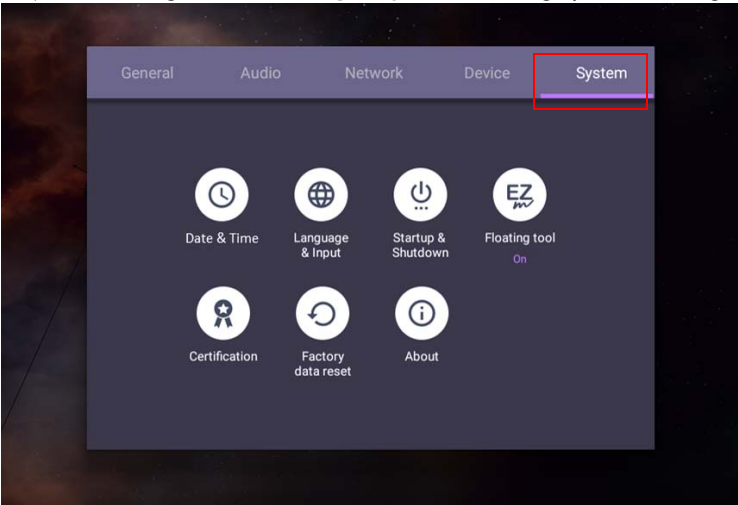 General Audio Network Device System
Date & Time
Language
& Input
Startup &
Shutdown
EZ
Floating tool
On
Certification
Factory
data reset
About